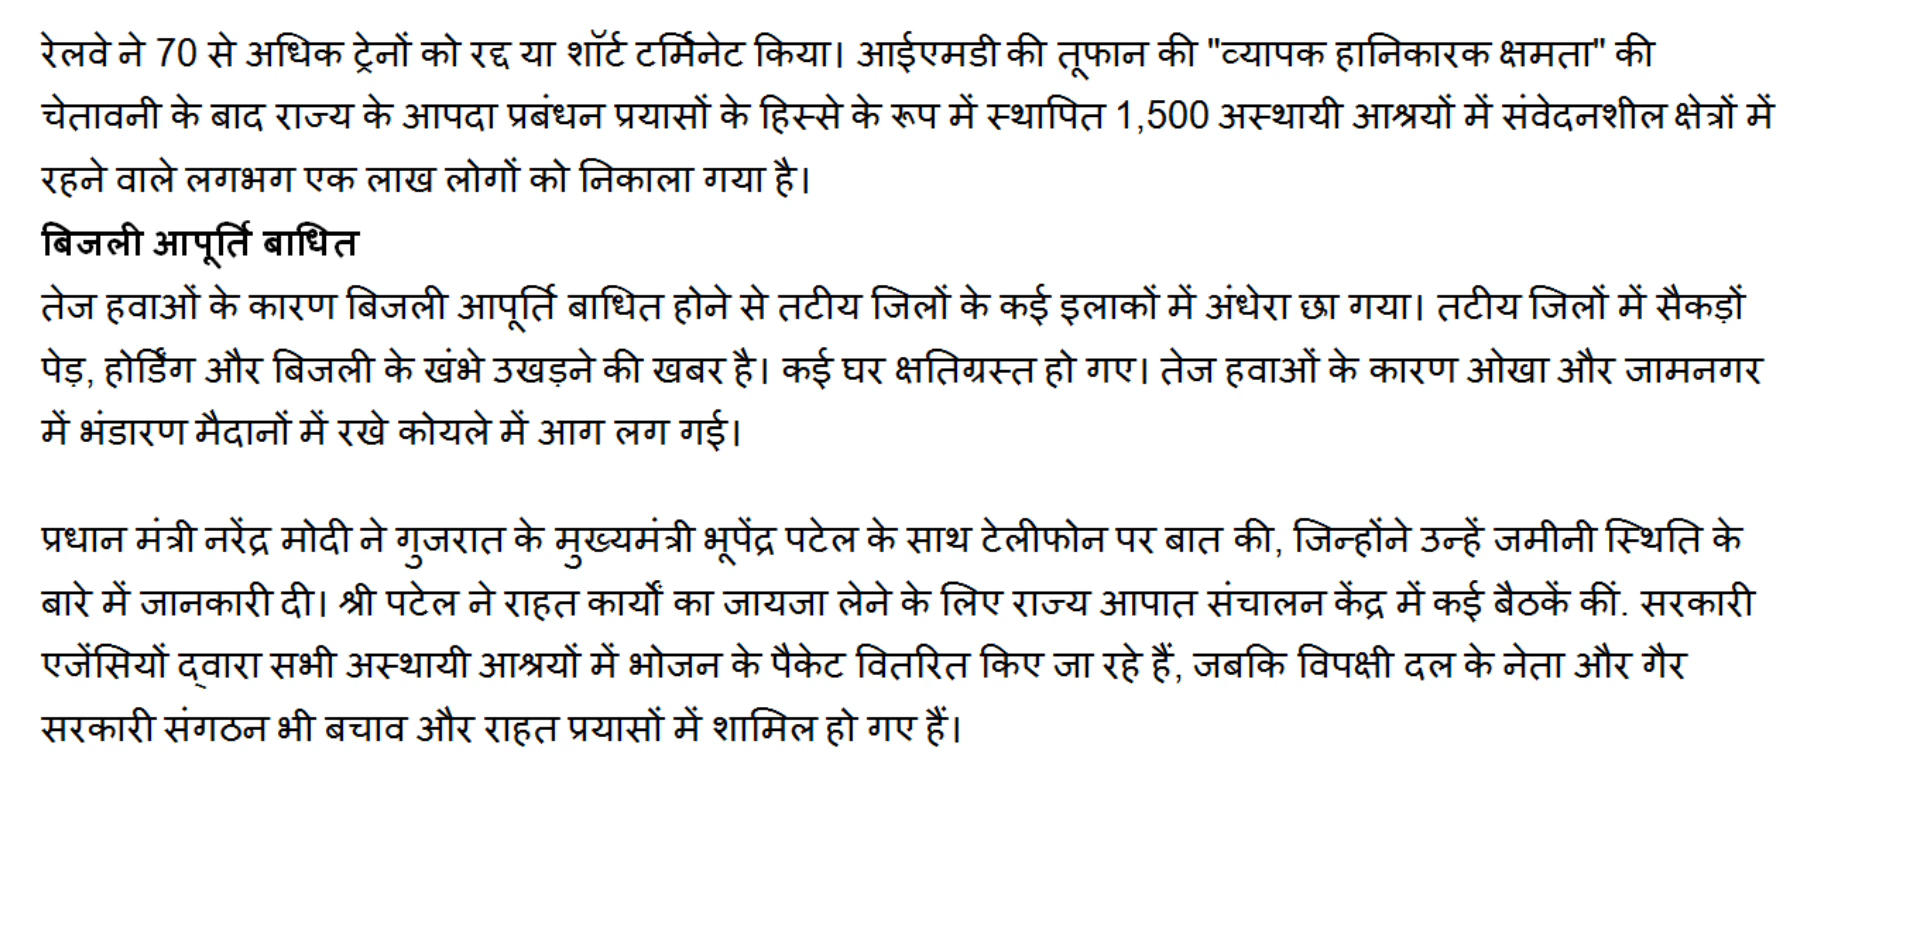 रेलवे ने 70 से अधिक ट्रेनों को रद्द या शॉर्ट टर्मिनेट किया। आईएमडी की तूफान की "व्यापक हानिकारक क्षमता" की
चेतावनी के बाद राज्य के आपदा प्रबंधन प्रयासों के हिस्से के रूप में स्थापित 1,500 अस्थायी आश्रयों में संवेदनशील क्षेत्रों में
रहने वाले लगभग एक लाख लोगों को निकाला गया है।
बिजली आपूर्ति बाधित
तेज हवाओं के कारण बिजली आपूर्ति बाधित होने से तटीय जिलों के कई इलाकों में अंधेरा छा गया। तटीय जिलों में सैकड़ों
पेड़, होर्डिंग और बिजली के खंभे उखड़ने की खबर है। कई घर क्षतिग्रस्त हो गए। तेज हवाओं के कारण ओखा और जामनगर
में भंडारण मैदानों में रखे कोयले में आग लग गई।
प्रधान मंत्री नरेंद्र मोदी ने गुजरात के मुख्यमंत्री भूपेंद्र पटेल के साथ टेलीफोन पर बात की, जिन्होंने उन्हें जमीनी स्थिति के
बारे में जानकारी दी। श्री पटेल ने राहत कार्यों का जायजा लेने के लिए राज्य आपात संचालन केंद्र में कई बैठकें कीं. सरकारी
एजेंसियों द्वारा सभी अस्थायी आश्रयों में भोजन के पैकेट वितरित किए जा रहे हैं, जबकि विपक्षी दल के नेता और गैर
सरकारी संगठन भी बचाव और राहत प्रयासों में शामिल हो गए हैं।